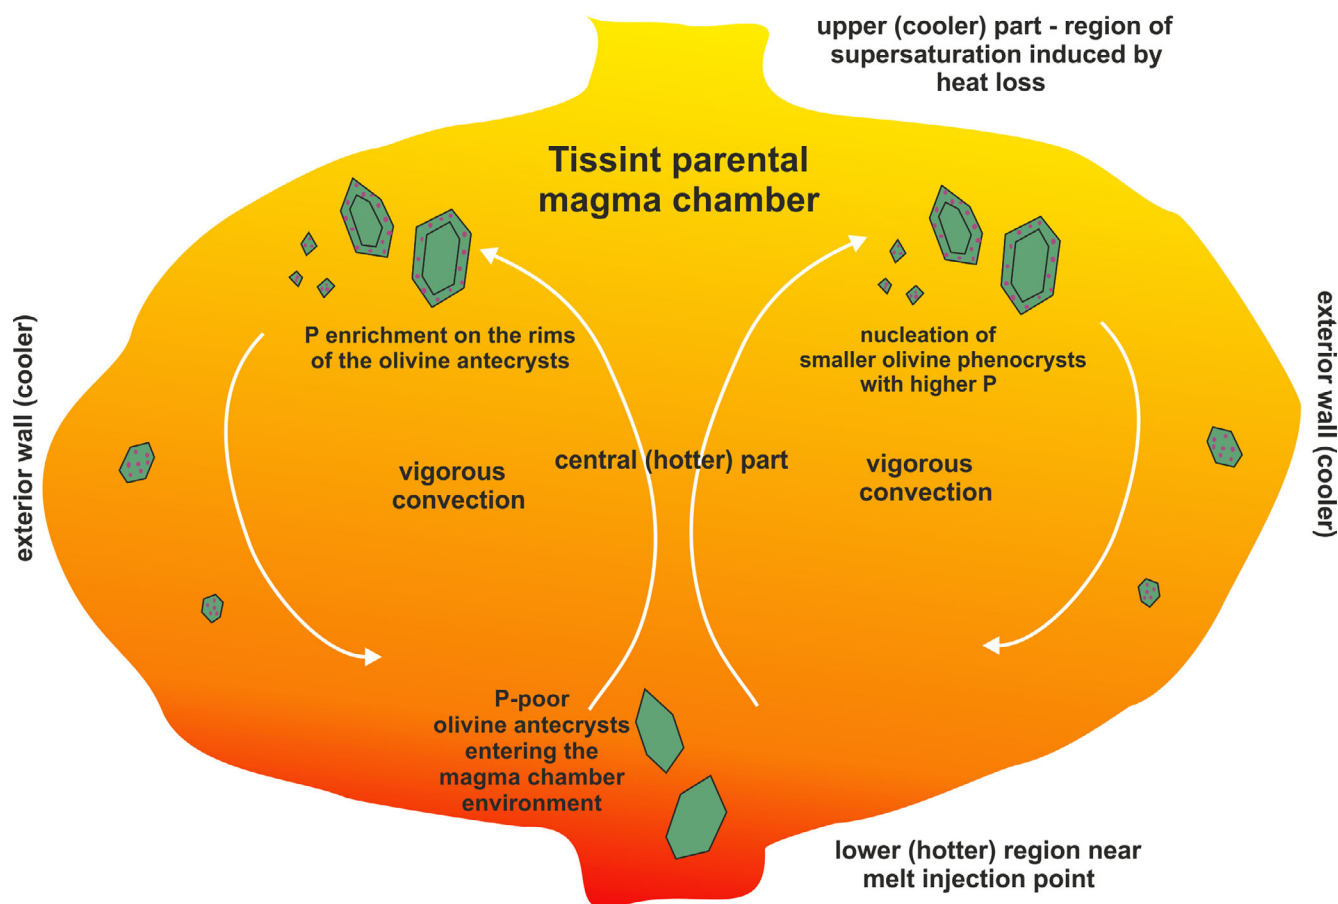 upper (cooler) part - region of
supersaturation induced by
heat loss
Tissint parental
magma chamber
P enrichment on the rims
of the olivine antecrysts
nucleation of
smaller olivine phenocrysts
with higher P
exterior wall (cooler)
exterior wall (cooler)
central (hotter) part
vigorous
convection
vigorous
convection
P-poor
olivine antecrysts
entering the
magma chamber
environment
lower (hotter) region near
melt injection point